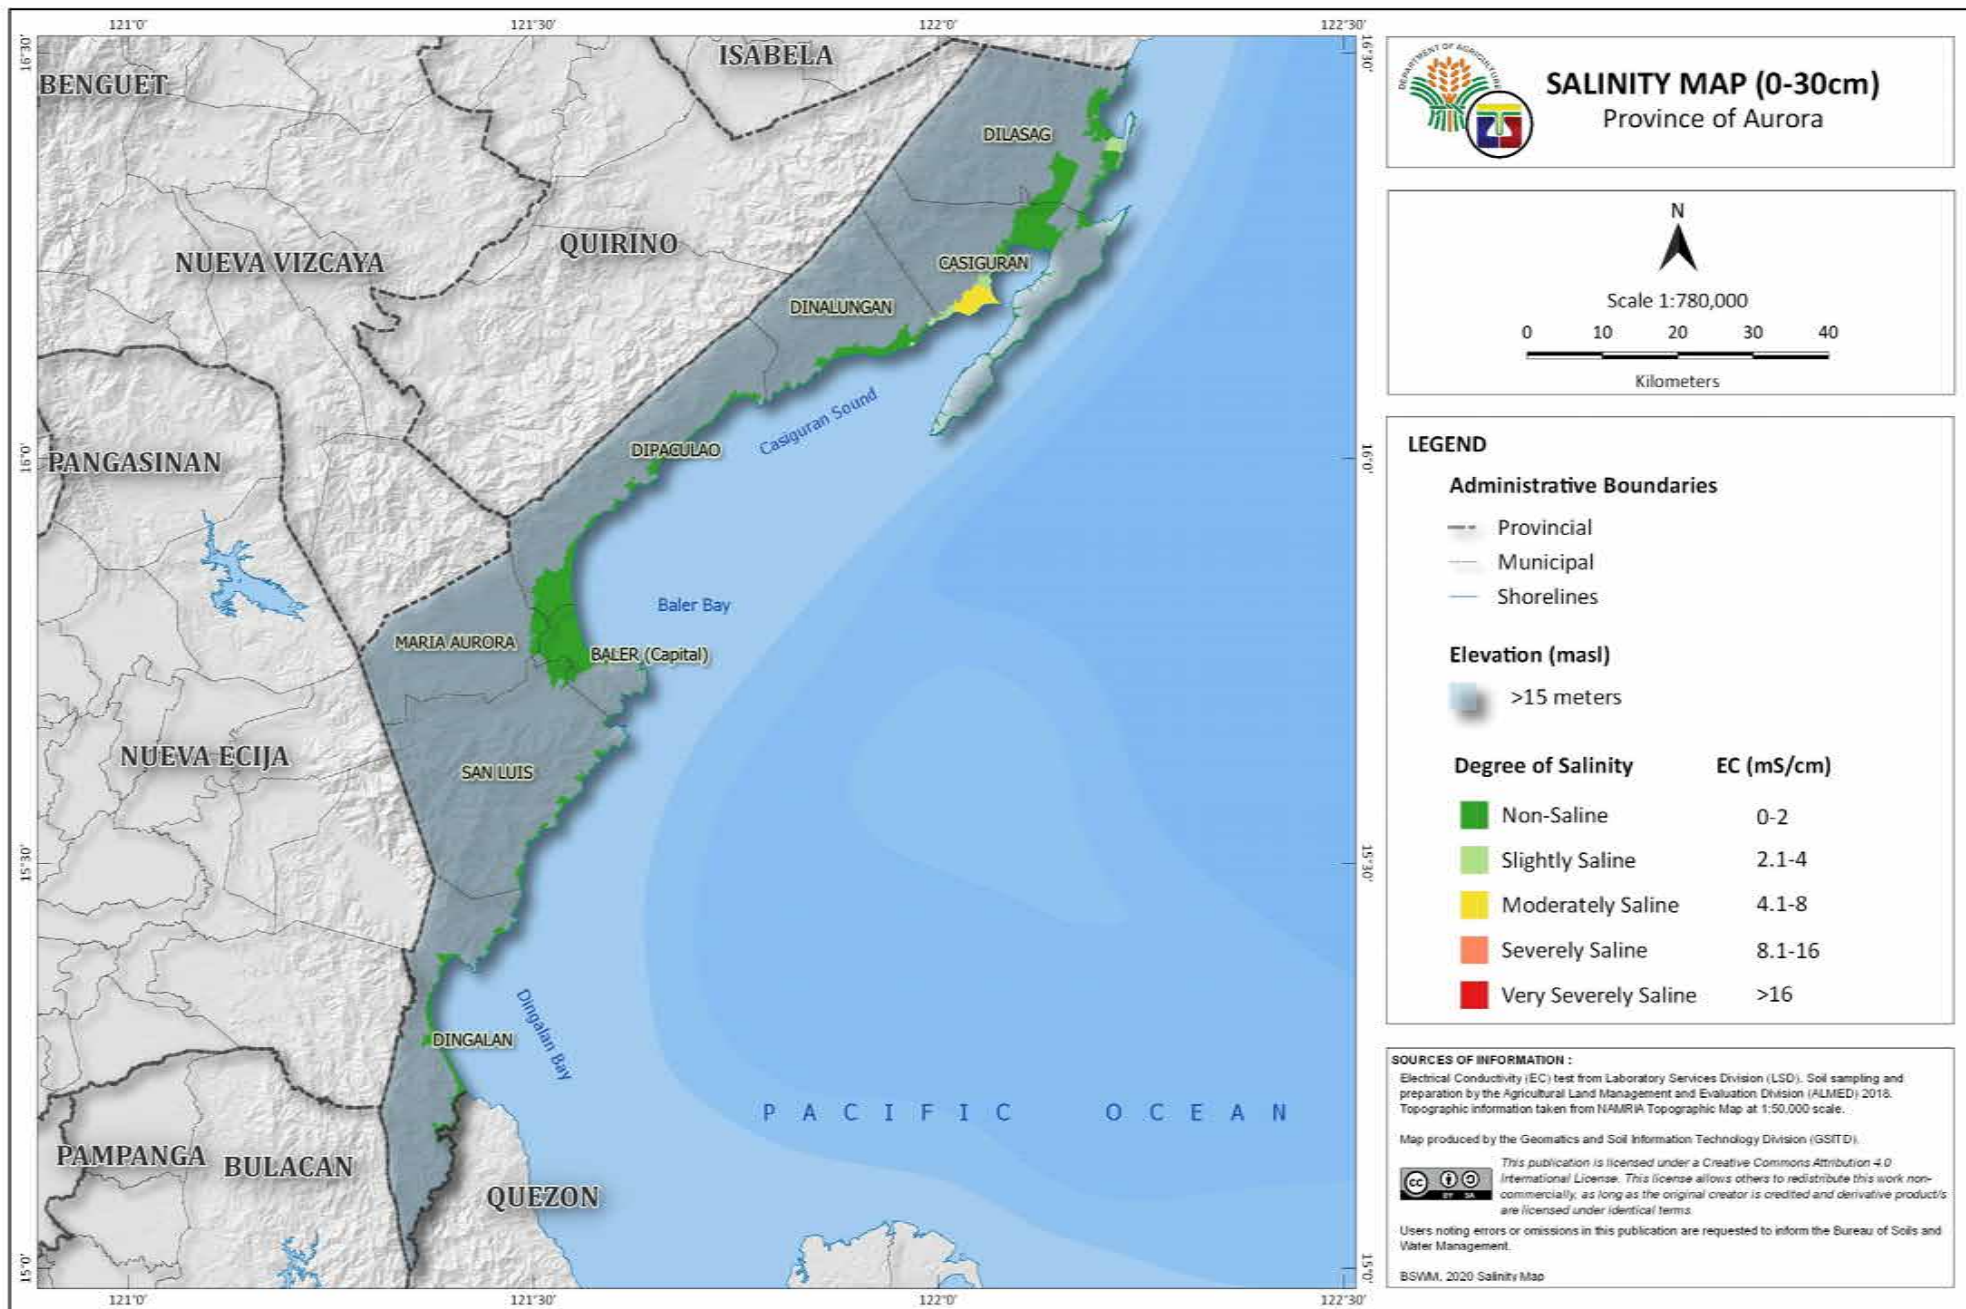 121°0'
121°30'
122°0'
122°30'
16°30'
16°30'
ISABELA
BENGUET
DILASAG
QUIRINO
NUEVA VIZCAYA
CASIGURAN
DINALUNGAN
Casiguran Sound
DIPACULAO
PANGASINAN
16°0'
16°0'
Baler Bay
MARIA AURORA
BALER (Capital)
NUEVA ECIJA
SAN LUIS
15°30'
15°30'
Dingalan Bay
DINGALAN
PACIFIC OCEAN
PAMPANGA
BULACAN
QUEZON
15°0'
15°0'
121°0'
121°30'
122°0'
122°30'
DEPARTMENT OF AGRICULTURE
SALINITY MAP (0-30cm)
Province of Aurora
N
Scale 1:780,000
0 10 20 30 40
Kilometers
LEGEND
Administrative Boundaries
Provincial
Municipal
Shorelines
Elevation (masl)
>15 meters
Degree of Salinity EC (mS/cm)
Non-Saline 0-2
Slightly Saline 2.1-4
Moderately Saline 4.1-8
Severely Saline 8.1-16
Very Severely Saline >16
SOURCES OF INFORMATION :
Electrical Conductivity (EC) test from Laboratory Services Division (LSD). Soil sampling and
preparation by the Agricultural Land Management and Evaluation Division (ALMED) 2018.
Topographic information taken from NAMRIA Topographic Map at 1:50,000 scale.
Map produced by the Geomatics and Soil Information Technology Division (GSITD).
This publication is licensed under a Creative Commons Attribution 4.0
International License. This license allows others to redistribute this work non-
commercially, as long as the original creator is credited and derivative product/s
are licensed under identical terms.
cc BY SA
Users noting errors or omissions in this publication are requested to inform the Bureau of Soils and
Water Management.
BSWM, 2020 Salinity Map